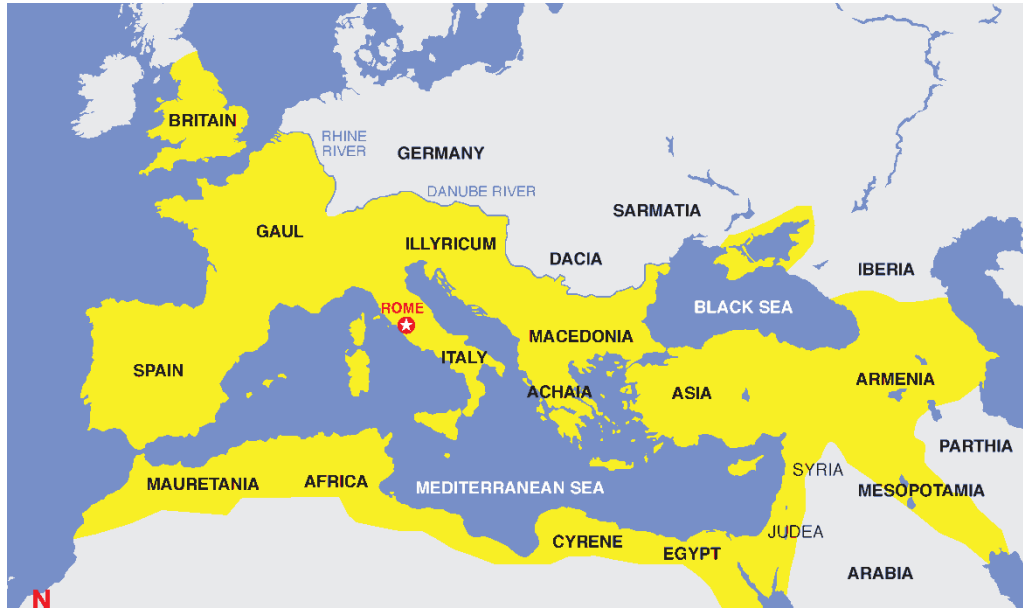 BRITAIN
RHINE
RIVER
GERMANY
DANUBE RIVER
SARMATIA
GAUL
ILLYRICUM
DACIA
IBERIA
BLACK SEA
ROME
MACEDONIA
ITALY
SPAIN
ARMENIA
ACHAIA
ASIA
PARTHIA
SYRIA
MAURETANIA
AFRICA
MEDITERRANEAN SEA
MESOPOTAMIA
JUDEA
CYRENE
EGYPT
ARABIA
N